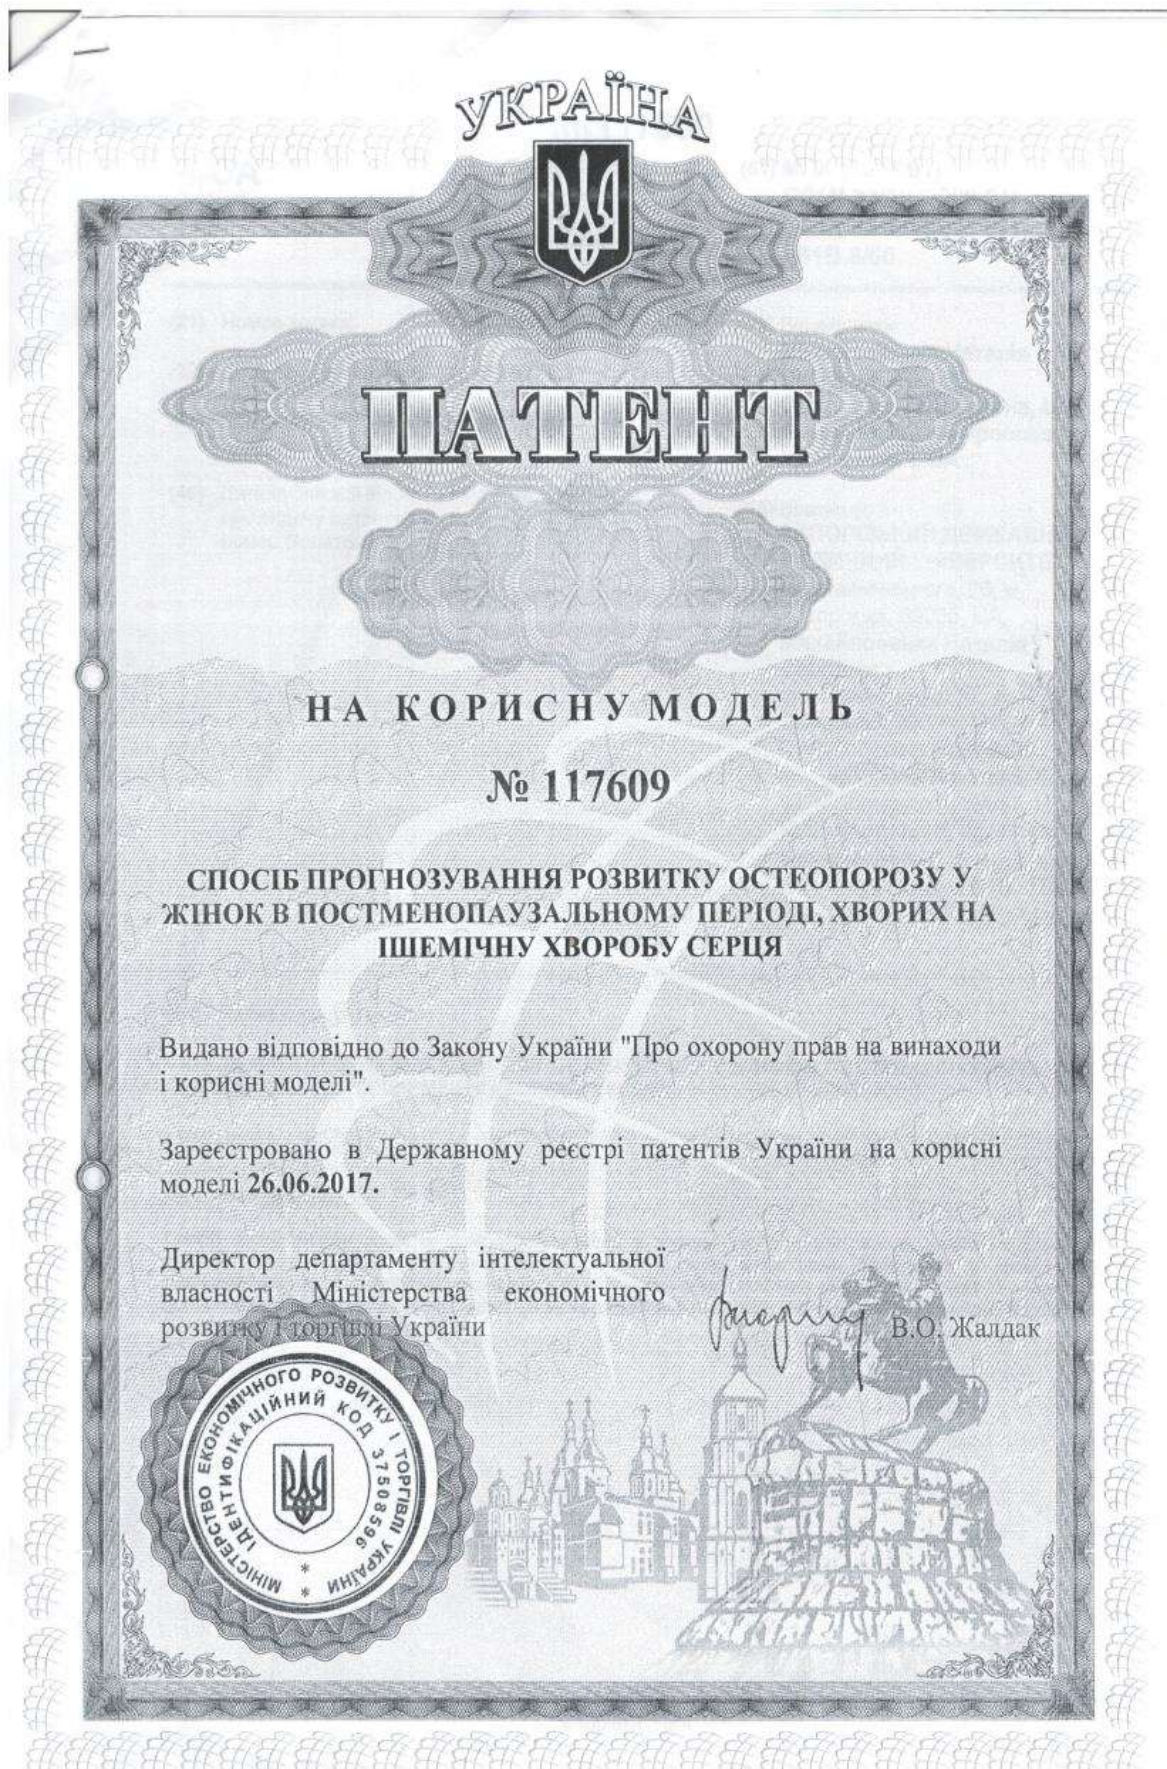 УКРАЇНА
ПАТЕНТ
НА КОРИСНУ МОДЕЛЬ
№ 117609
СПОСІБ ПРОГНОЗУВАННЯ РОЗВИТКУ ОСТЕОПОРОЗУ У
ЖІНОК В ПОСТМЕНОПАУЗАЛЬНОМУ ПЕРІОДІ, ХВОРИХ НА
ІШЕМІЧНУ ХВОРОБУ СЕРЦЯ
Видано відповідно до Закону України "Про охорону прав на винаходи
і корисні моделі".
Зареєстровано в Державному реєстрі патентів України на корисні
моделі 26.06.2017.
Директор департаменту інтелектуальної
власності Міністерства економічного
розвитку і торгівлі України
В.О. Жалдак
МІНІСТЕРСТВО ЕКОНОМІЧНОГО РОЗВИТКУ І ТОРГІВЛІ УКРАЇНИ
ІДЕНТИФІКАЦІЙНИЙ КОД 37508596